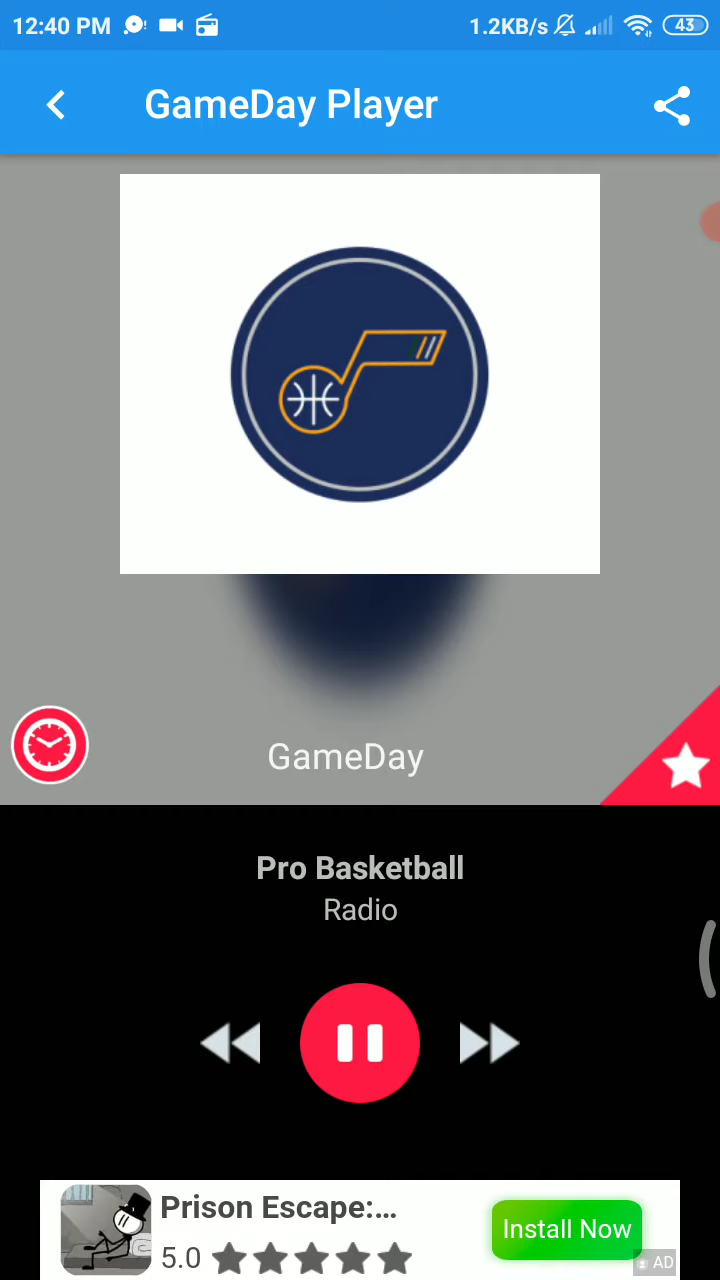 12:40 PM
1.2KB/s
43
GameDay Player
GameDay
Pro Basketball
Radio
Prison Escape:...
5.0
Install Now
AD